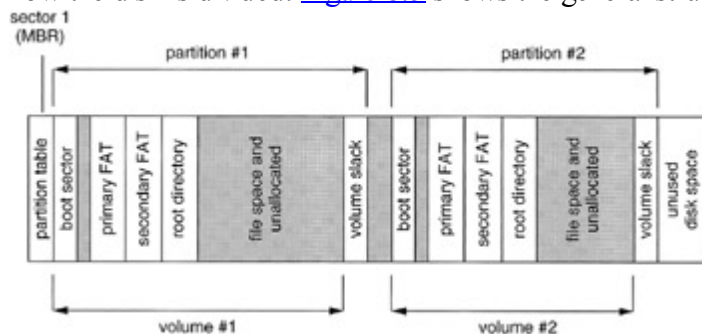 sector 1
(MBR)
partition #1
partition #2
partition table
boot sector
primary FAT
secondary FAT
root directory
file space and
unallocated
volume slack
boot sector
primary FAT
secondary FAT
root directory
file space and
unallocated
volume slack
unused
disk space
volume #1
volume #2